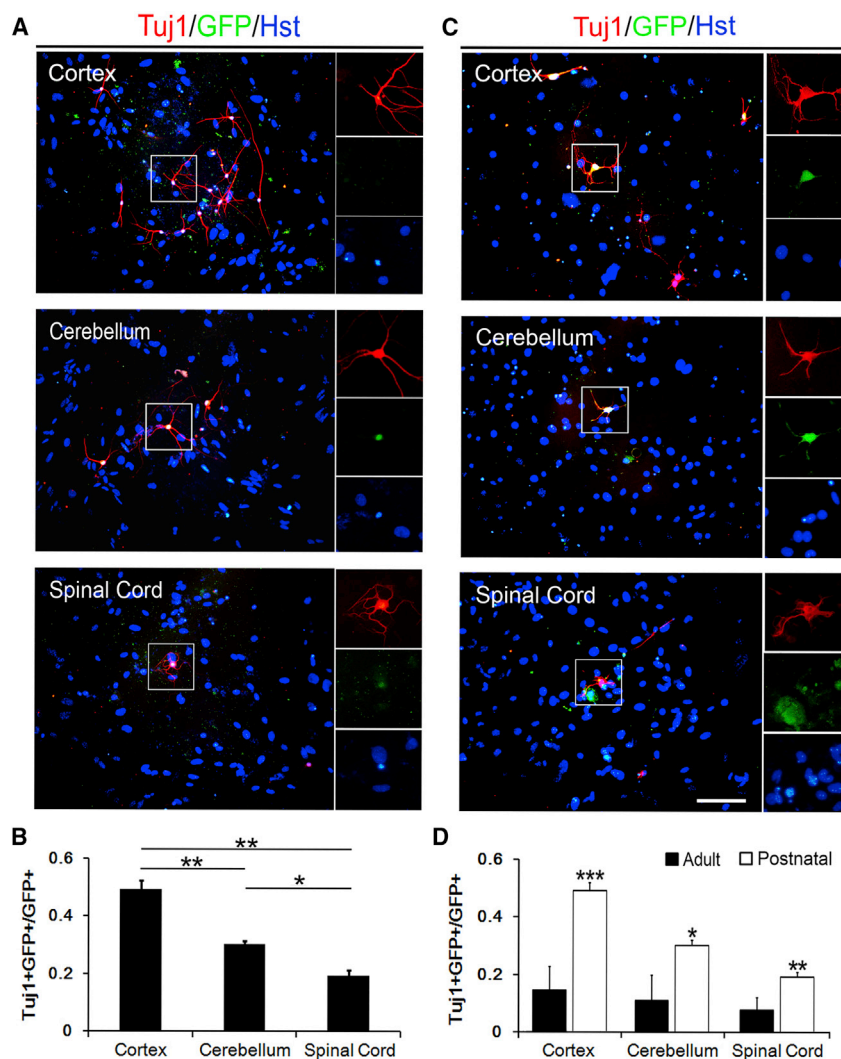 A
Tuj1/GFP/Hst
Cortex
Cerebellum
Spinal Cord
B
**
**
*
Tuj1+GFP+/GFP+
0.6
0.4
0.2
0
Cortex Cerebellum Spinal Cord
C
Tuj1/GFP/Hst
Cortex
Cerebellum
Spinal Cord
D
Adult Postnatal
***
*
**
Tuj1+GFP+/GFP+
0.6
0.4
0.2
0
Cortex Cerebellum Spinal Cord